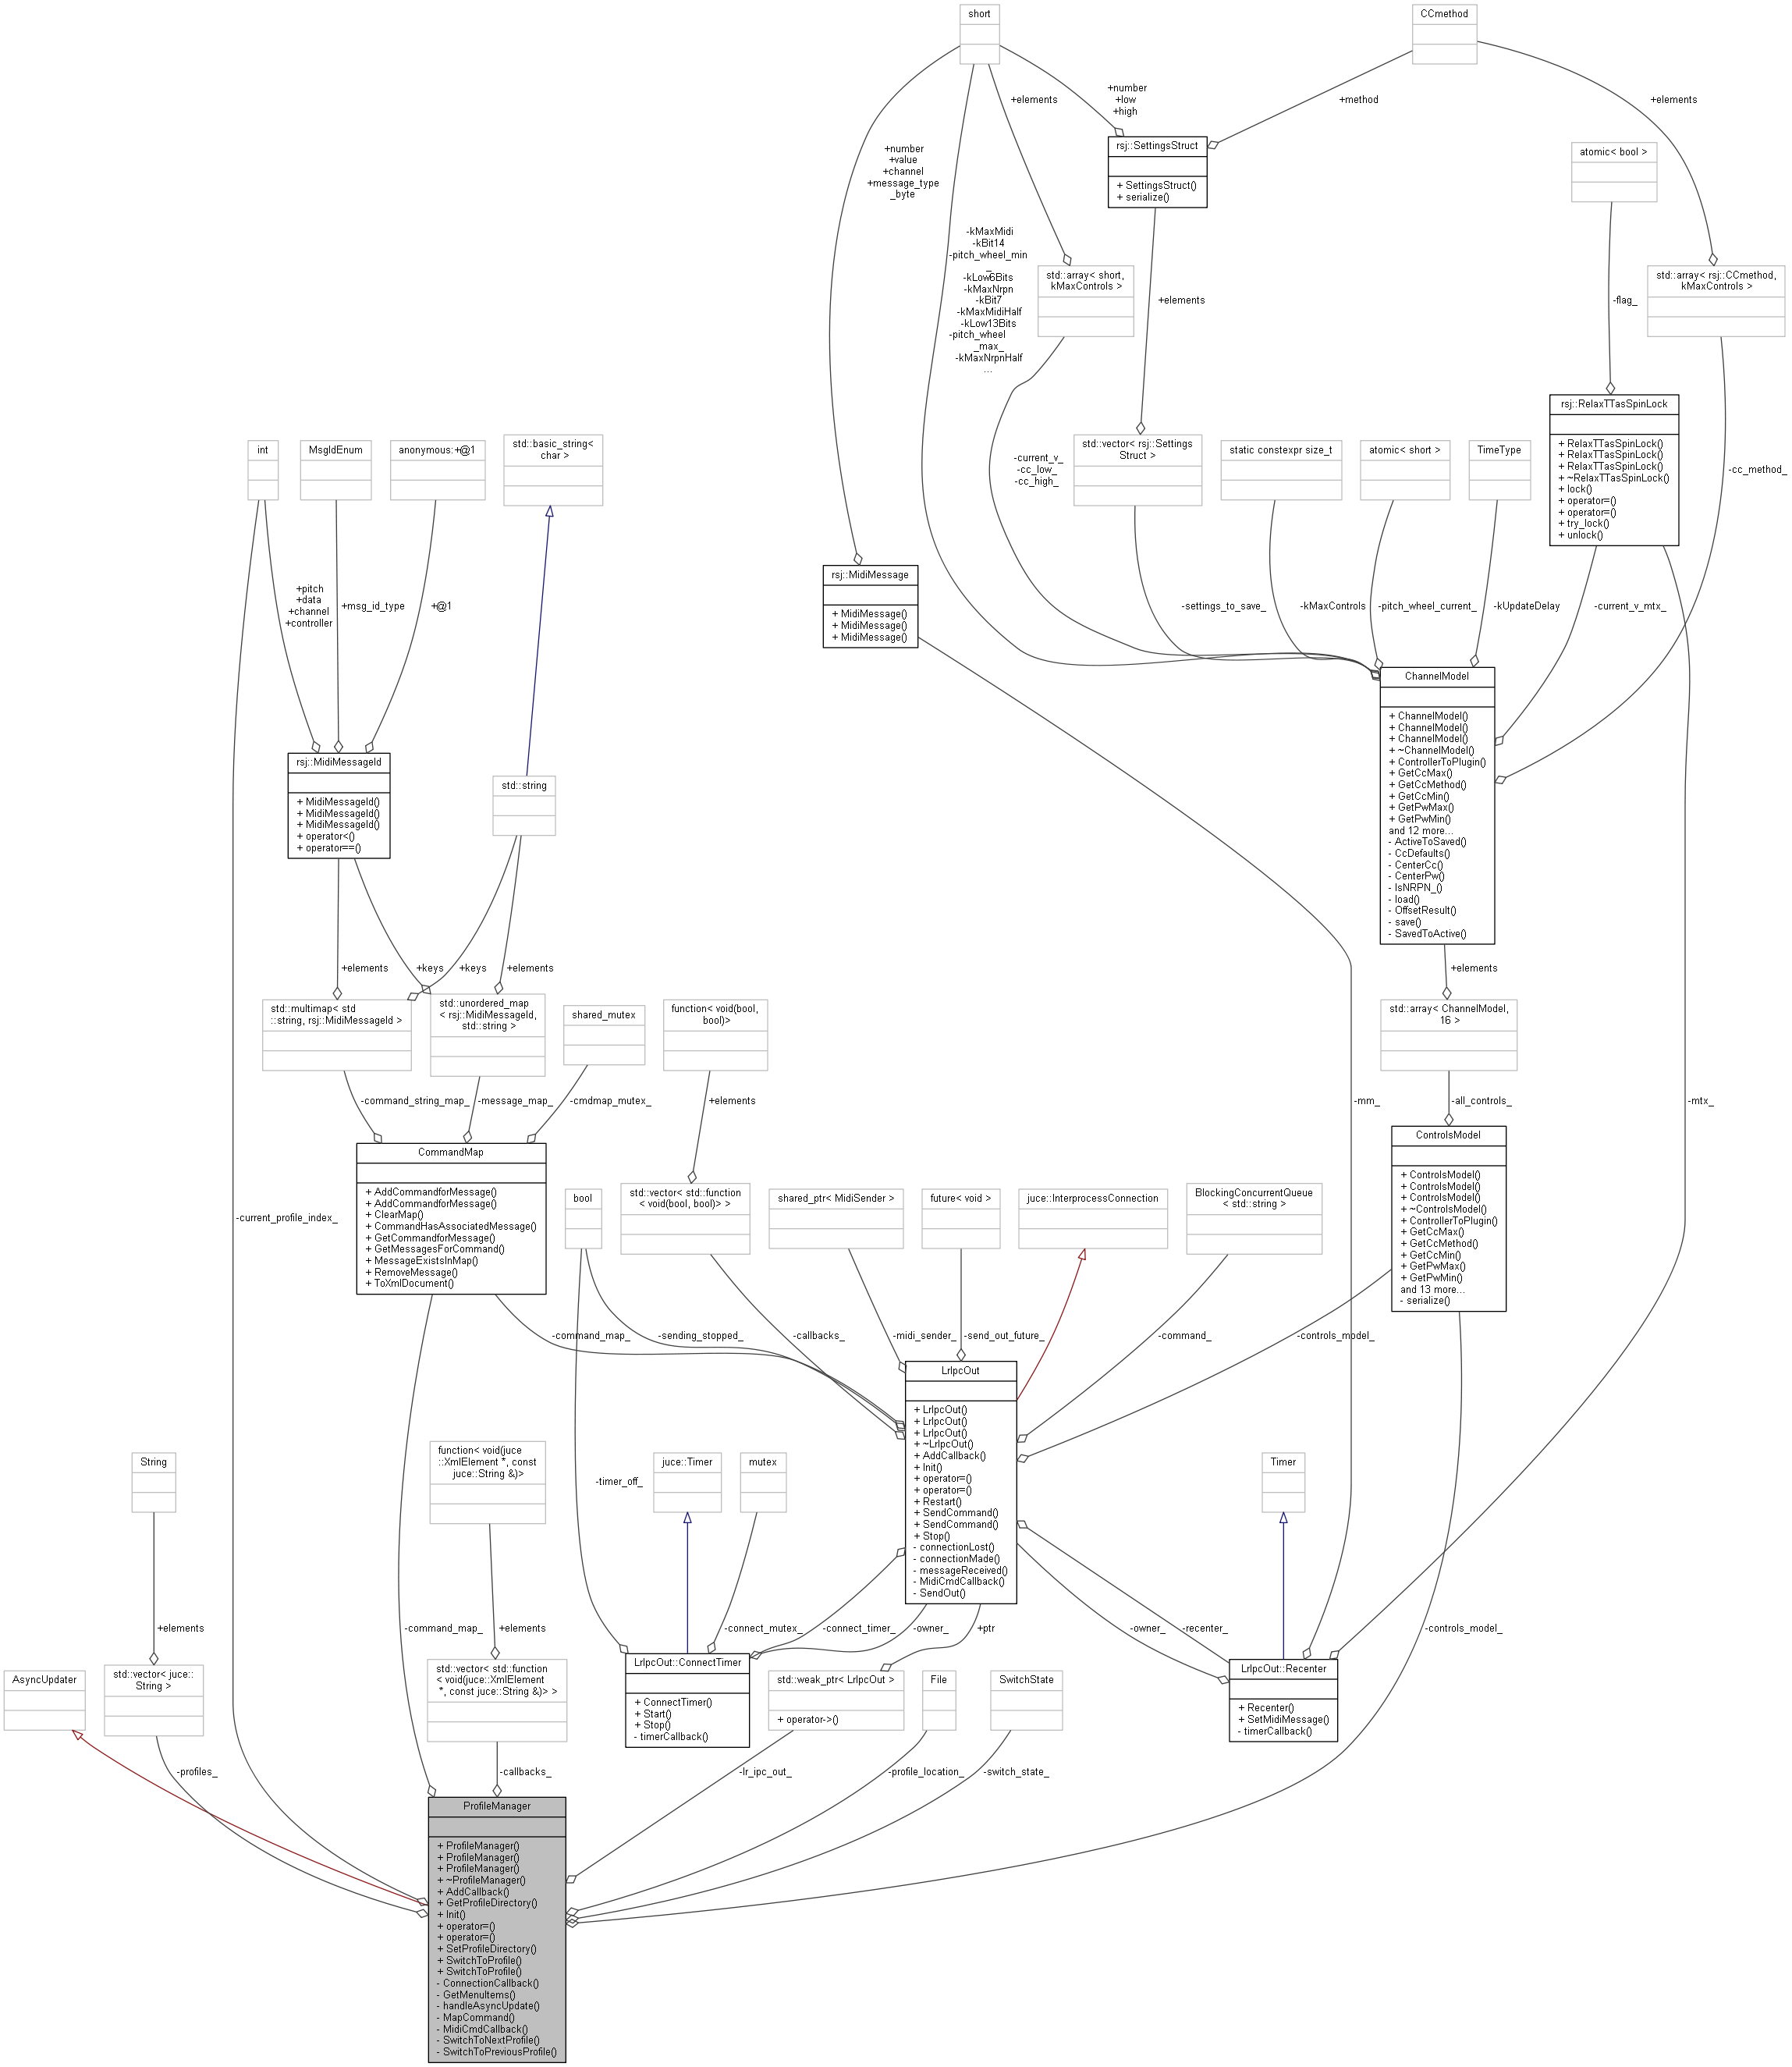 short
CCmethod
+number
+low
+high
+elements
+method
+elements
rsj::SettingsStruct
+ SettingsStruct()
+ serialize()
atomic< bool >
+number
+value
+channel
+message_type
_byte
-kMaxMidi
-kBit14
-pitch_wheel_min
_
-kLow6Bits
-kMaxNrpn
-kBit7
-kMaxMidiHalf
-kLow13Bits
-pitch_wheel
_max_
-kMaxNrpnHalf
...
std::array< short,
kMaxControls >
+elements
-flag_
std::array< rsj::CCmethod,
kMaxControls >
rsj::RelaxTTasSpinLock
+ RelaxTTasSpinLock()
+ RelaxTTasSpinLock()
+ RelaxTTasSpinLock()
+ ~RelaxTTasSpinLock()
+ lock()
+ operator=()
+ operator=()
+ try_lock()
+ unlock()
int
MsgIdEnum
anonymous:+@1
std::basic_string<
char >
-current_v_
-cc_low_
-cc_high_
std::vector< rsj::Settings
Struct >
static constexpr size_t
atomic< short >
TimeType
-cc_method_
+pitch
+data
+channel
+controller
+msg_id_type
+@1
rsj::MidiMessage
+ MidiMessage()
+ MidiMessage()
+ MidiMessage()
-settings_to_save_
-kMaxControls
-pitch_wheel_current_
-kUpdateDelay
-current_v_mtx_
ChannelModel
+ ChannelModel()
+ ChannelModel()
+ ChannelModel()
+ ~ChannelModel()
+ ControllerToPlugin()
+ GetCcMax()
+ GetCcMethod()
+ GetCcMin()
+ GetPwMax()
+ GetPwMin()
and 12 more...
- ActiveToSaved()
- CcDefaults()
- CenterCc()
- CenterPw()
- IsNRPN_()
- load()
- OffsetResult()
- save()
- SavedToActive()
rsj::MidiMessageId
+ MidiMessageId()
+ MidiMessageId()
+ MidiMessageId()
+ operator<()
+ operator==()
std::string
+elements
+keys
+keys
+elements
+elements
std::multimap< std
::string, rsj::MidiMessageId >
std::unordered_map
< rsj::MidiMessageId,
std::string >
shared_mutex
function< void(bool,
bool)>
std::array< ChannelModel,
16 >
-command_string_map_
-message_map_
-cmdmap_mutex_
+elements
-mm_
-all_controls_
-mtx_
CommandMap
+ AddCommandforMessage()
+ AddCommandforMessage()
+ ClearMap()
+ CommandHasAssociatedMessage()
+ GetCommandforMessage()
+ GetMessagesForCommand()
+ MessageExistsInMap()
+ RemoveMessage()
+ ToXmlDocument()
ControlsModel
+ ControlsModel()
+ ControlsModel()
+ ControlsModel()
+ ~ControlsModel()
+ ControllerToPlugin()
+ GetCcMax()
+ GetCcMethod()
+ GetCcMin()
+ GetPwMax()
+ GetPwMin()
and 13 more...
- serialize()
-current_profile_index_
bool
std::vector< std::function
< void(bool, bool)> >
shared_ptr< MidiSender >
future< void >
juce::InterprocessConnection
BlockingConcurrentQueue
< std::string >
-command_map_
-sending_stopped_
-callbacks_
-midi_sender_
-send_out_future_
-command_
-controls_model_
LrIpcOut
+ LrIpcOut()
+ LrIpcOut()
+ LrIpcOut()
+ ~LrIpcOut()
+ AddCallback()
+ Init()
+ operator=()
+ operator=()
+ Restart()
+ SendCommand()
+ SendCommand()
+ Stop()
- connectionLost()
- connectionMade()
- messageReceived()
- MidiCmdCallback()
- SendOut()
String
function< void(juce
::XmlElement *, const
juce::String &)>
-timer_off_
juce::Timer
mutex
Timer
+elements
-command_map_
+elements
-connect_mutex_
-connect_timer_
-owner_
+ptr
-owner_
-recenter_
-controls_model_
AsyncUpdater
std::vector< juce::
String >
std::vector< std::function
< void(juce::XmlElement
*, const juce::String &)> >
LrIpcOut::ConnectTimer
+ ConnectTimer()
+ Start()
+ Stop()
- timerCallback()
std::weak_ptr< LrIpcOut >
+ operator->()
File
SwitchState
LrIpcOut::Recenter
+ Recenter()
+ SetMidiMessage()
- timerCallback()
-profiles_
-callbacks_
-lr_ipc_out_
-profile_location_
-switch_state_
ProfileManager
+ ProfileManager()
+ ProfileManager()
+ ProfileManager()
+ ~ProfileManager()
+ AddCallback()
+ GetProfileDirectory()
+ Init()
+ operator=()
+ operator=()
+ SetProfileDirectory()
+ SwitchToProfile()
+ SwitchToProfile()
- ConnectionCallback()
- GetMenuItems()
- handleAsyncUpdate()
- MapCommand()
- MidiCmdCallback()
- SwitchToNextProfile()
- SwitchToPreviousProfile()